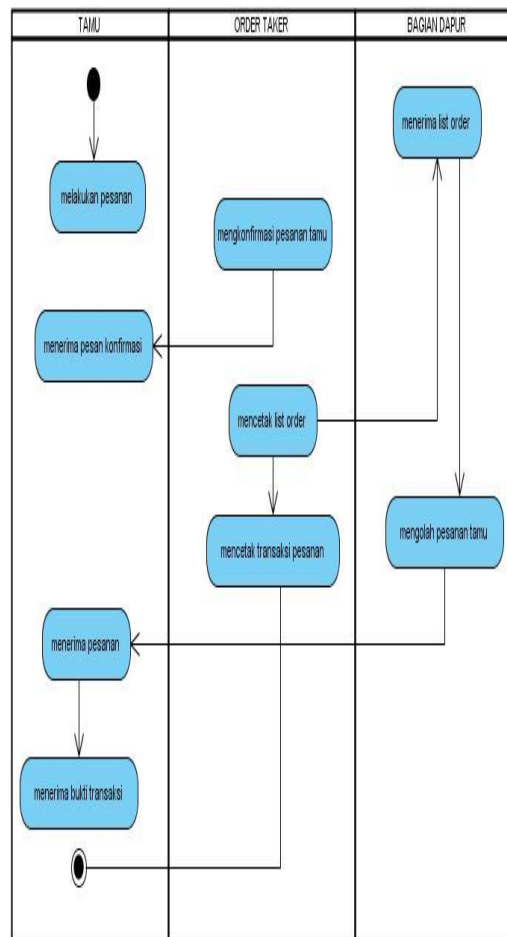 TAMU
ORDER TAKER
BAGIAN DAPUR
menerima list order
melakukan pesanan
mengkonfirmasi pesanan tamu
menerima pesan konfirmasi
mencetak list order
mencetak transaksi pesanan
mengolah pesanan tamu
menerima pesanan
menerima bukti transaksi